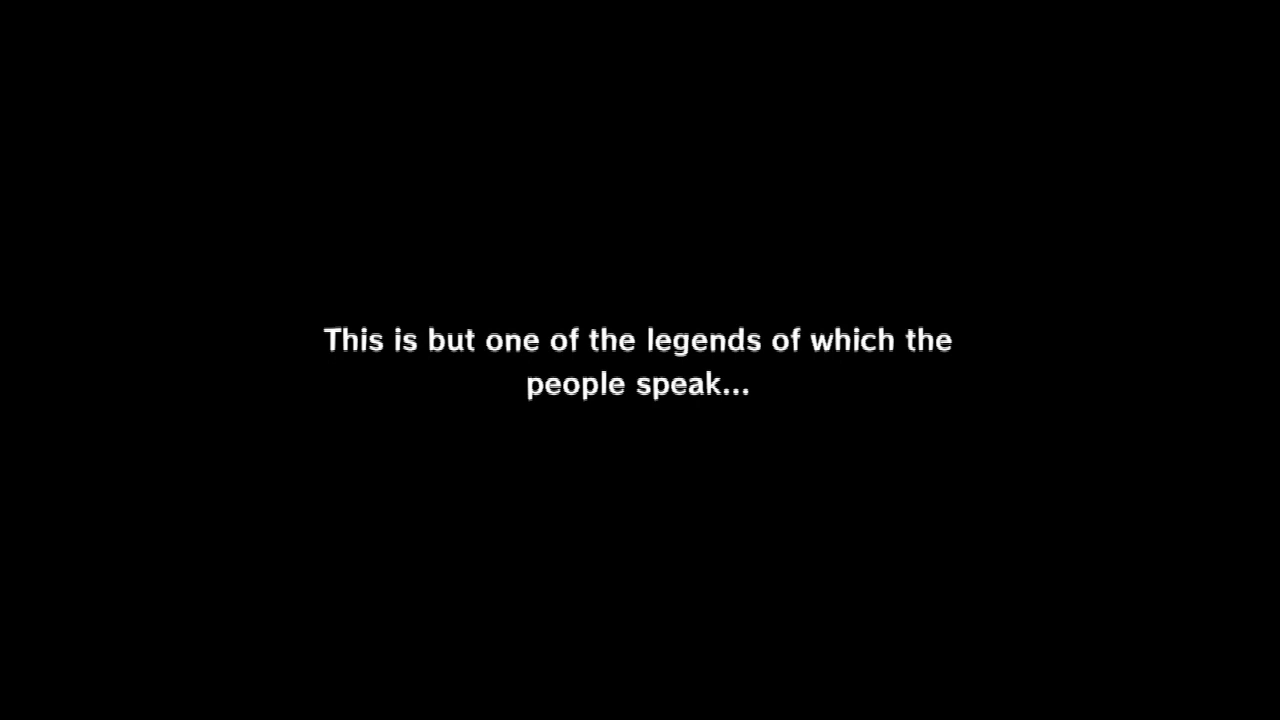 This is but one of the legends of which the
people speak...